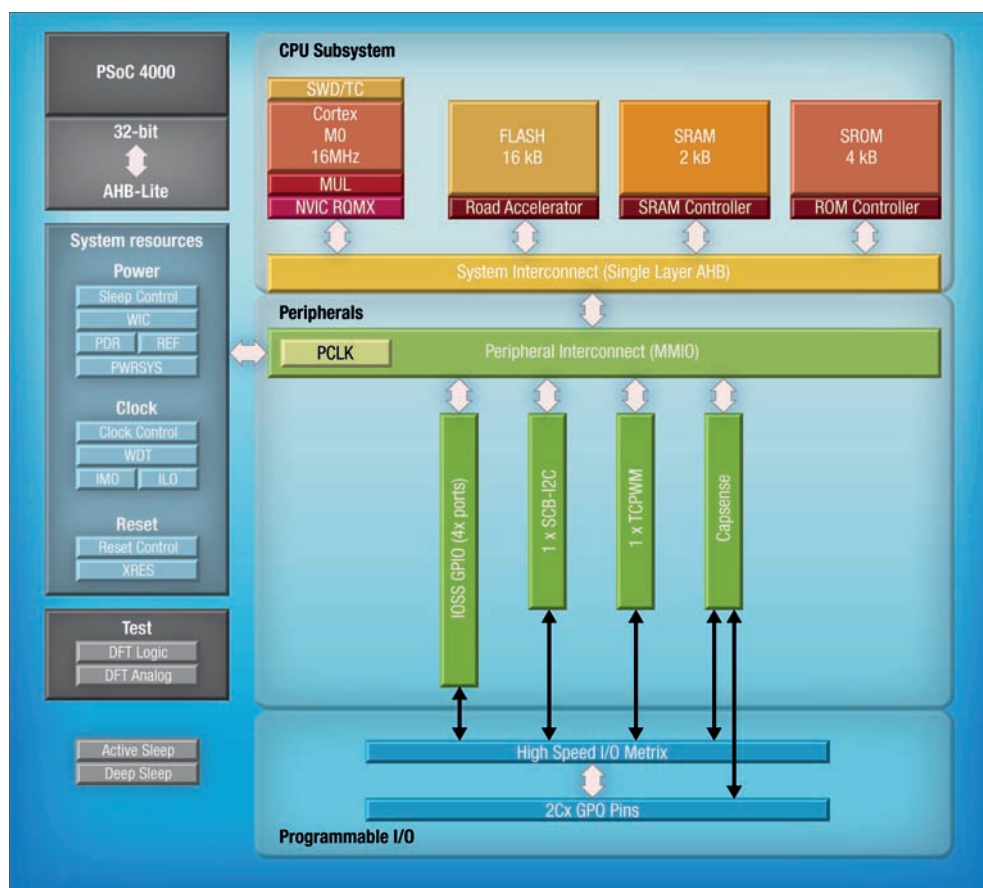 PSoC 4000
32-bit
AHB-Lite
System resources
Power
Sleep Control
WIC
PDR REF
PWRSYS
Clock
Clock Control
WDT
IMO ILO
Reset
Reset Control
XRES
Test
DFT Logic
DFT Analog
Active Sleep
Deep Sleep
CPU Subsystem
SWD/TC
Cortex
M0
16MHz
MUL
NVIC RQMX
FLASH
16 kB
Road Accelerator
SRAM
2 kB
SRAM Controller
SROM
4 kB
ROM Controller
System Interconnect (Single Layer AHB)
Peripherals
PCLK
Peripheral Interconnect (MMIO)
IOSS GPIO (4x ports)
1 x SCB-I2C
1 x TCPWM
Capsense
High Speed I/O Metrix
2Cx GPO Pins
Programmable I/O